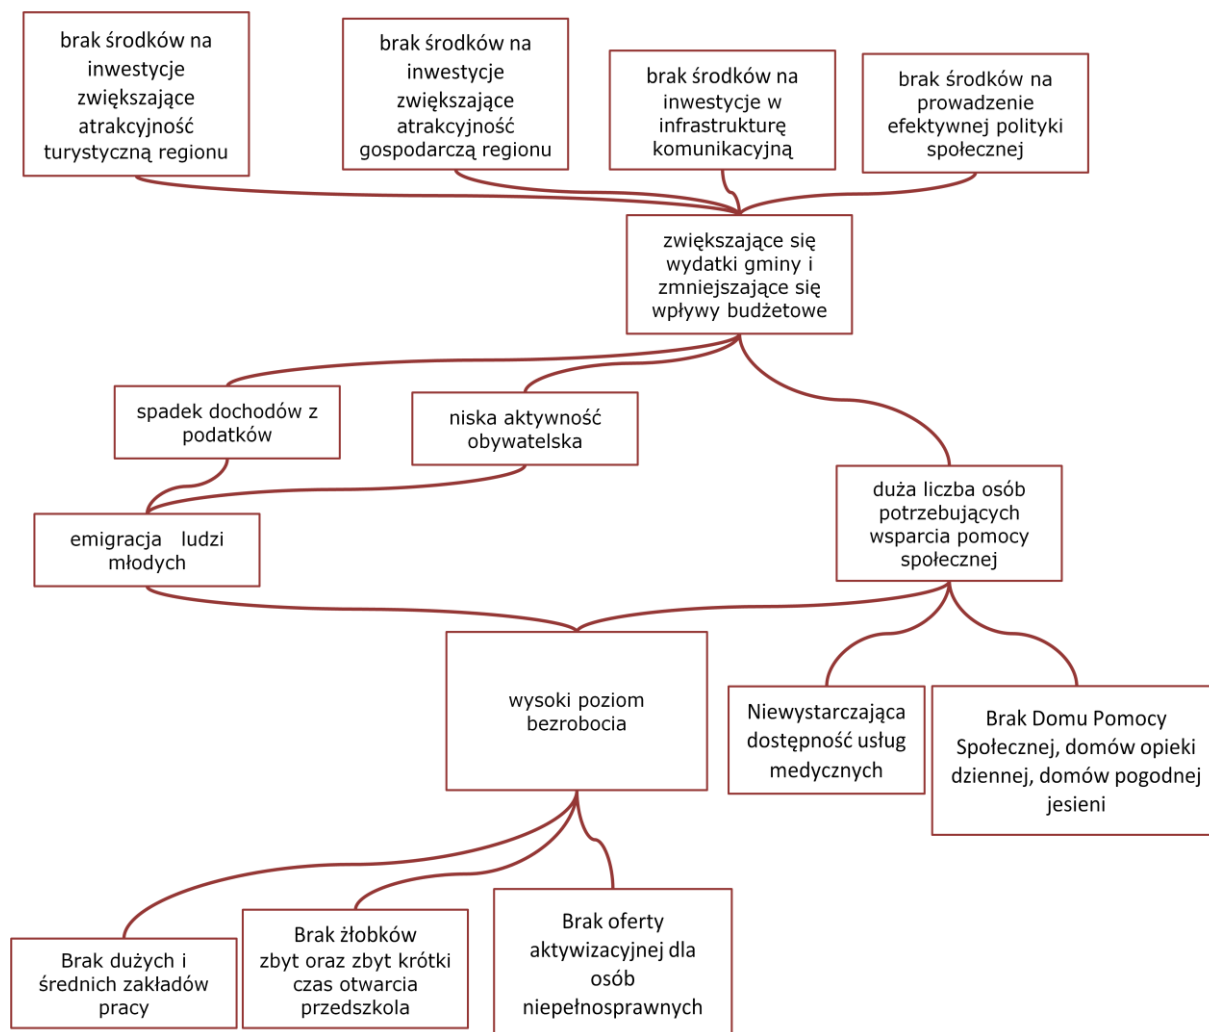 brak środków na
inwestycje
zwiększające
atrakcyjność
turystyczną regionu
brak środków na
inwestycje
zwiększające
atrakcyjność
gospodarczą regionu
brak środków na
inwestycje w
infrastrukturę
komunikacyjną
brak środków na
prowadzenie
efektywnej polityki
społecznej
zwiększające się
wydatki gminy i
zmniejszające się
wpływy budżetowe
spadek dochodów z
podatków
niska aktywność
obywatelska
duża liczba osób
potrzebujących
wsparcia pomocy
społecznej
emigracja ludzi
młodych
wysoki poziom
bezrobocia
Niewystarczająca
dostępność usług
medycznych
Brak Domu Pomocy
Społecznej, domów opieki
dziennej, domów pogodnej
jesieni
Brak dużych i
średnich zakładów
pracy
Brak żłobków
zbyt oraz zbyt krótki
czas otwarcia
przedszkola
Brak oferty
aktywizacyjnej dla
osób
niepełnosprawnych